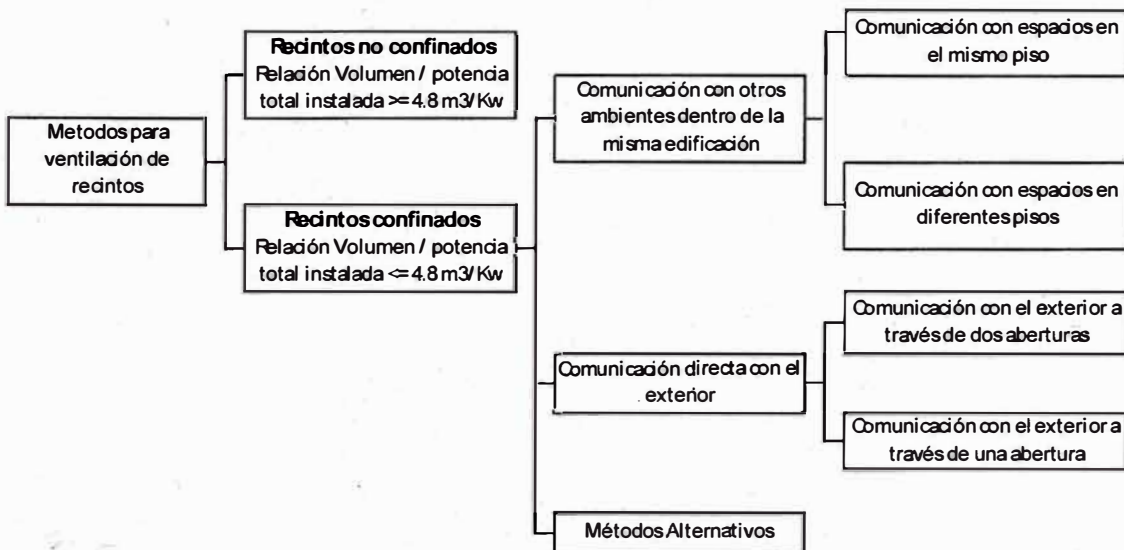 Metodos para
ventilación de
recintos
Recintos no confinados
Relación Volumen / potencia
total instalada >= 4.8 m3/Kw
Recintos confinados
Relación Volumen / potencia
total instalada <= 4.8 m3/Kw
Comunicación con otros
ambientes dentro de la
misma edificación
Comunicación con espacios en
el mismo piso
Comunicación con espacios en
diferentes pisos
Comunicación directa con el
exterior
Comunicación con el exterior a
través de dos aberturas
Comunicación con el exterior a
través de una abertura
Métodos Alternativos